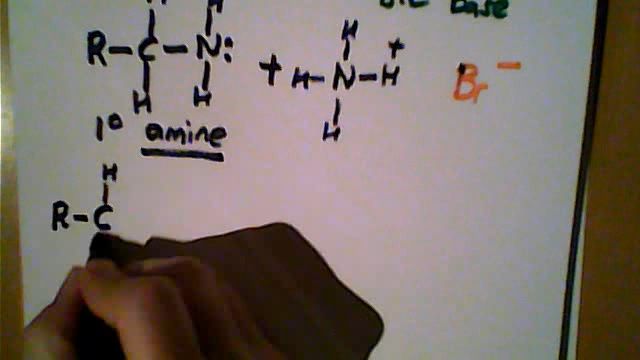 Base
H
H +
R-C-N: + H-N-H Br⁻
H H H
1° amine
H
R-C